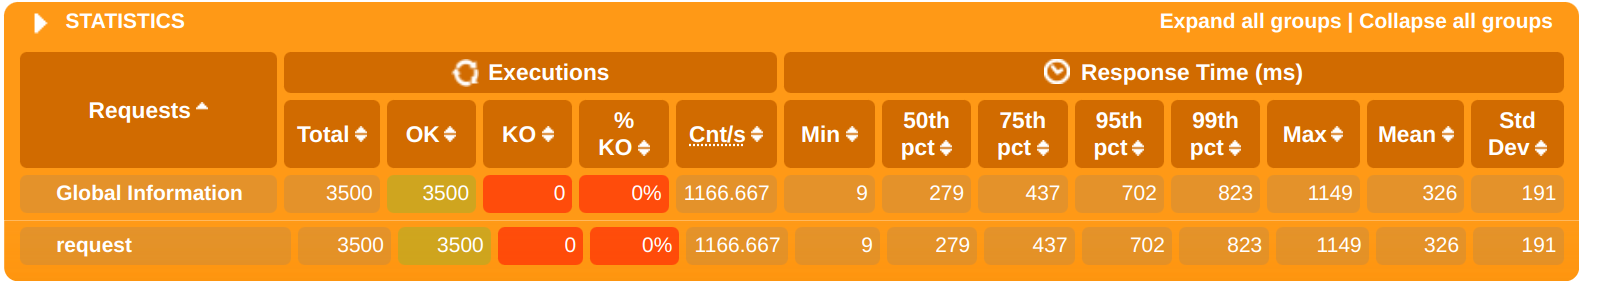 STATISTICS Expand all groups | Collapse all groups
Requests Executions Response Time (ms)
Total OK KO % KO Cnt/s Min 50th pct 75th pct 95th pct 99th pct Max Mean Std Dev
Global Information 3500 3500 0 0% 1166.667 9 279 437 702 823 1149 326 191
request 3500 3500 0 0% 1166.667 9 279 437 702 823 1149 326 191